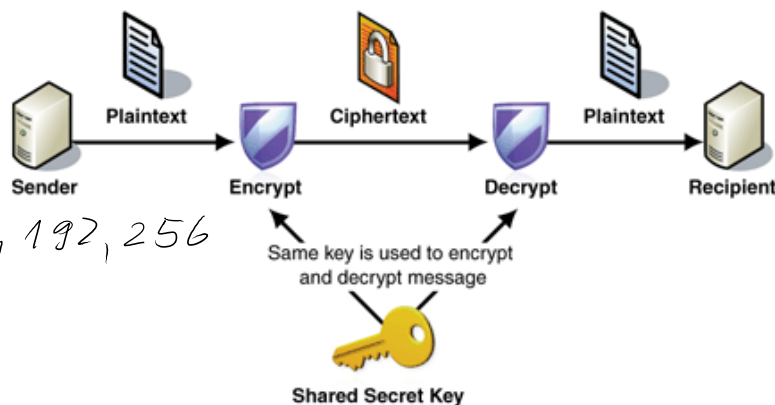 Plaintext
Ciphertext
Plaintext
Sender
Encrypt
Decrypt
Recipient
, 192, 256
Same key is used to encrypt
and decrypt message
Shared Secret Key